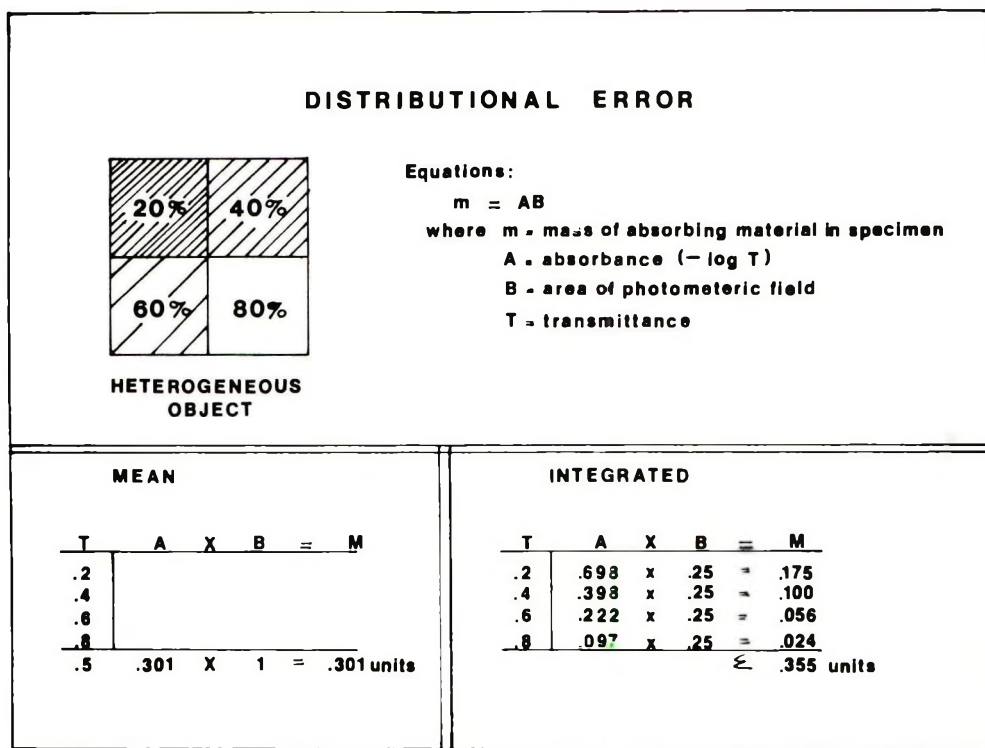 DISTRIBUTIONAL ERROR
20% 40%
60% 80%
HETEROGENEOUS
OBJECT
Equations:
m = AB
where m = mass of absorbing material in specimen
A = absorbance (-log T)
B = area of photometeric field
T = transmittance
MEAN
T A X B = M
.2
.4
.6
.8
.5 .301 X 1 = .301 units
INTEGRATED
T A X B = M
.2 .698 x .25 = .175
.4 .398 x .25 = .100
.6 .222 x .25 = .056
.8 .097 x .25 = .024
Σ .355 units